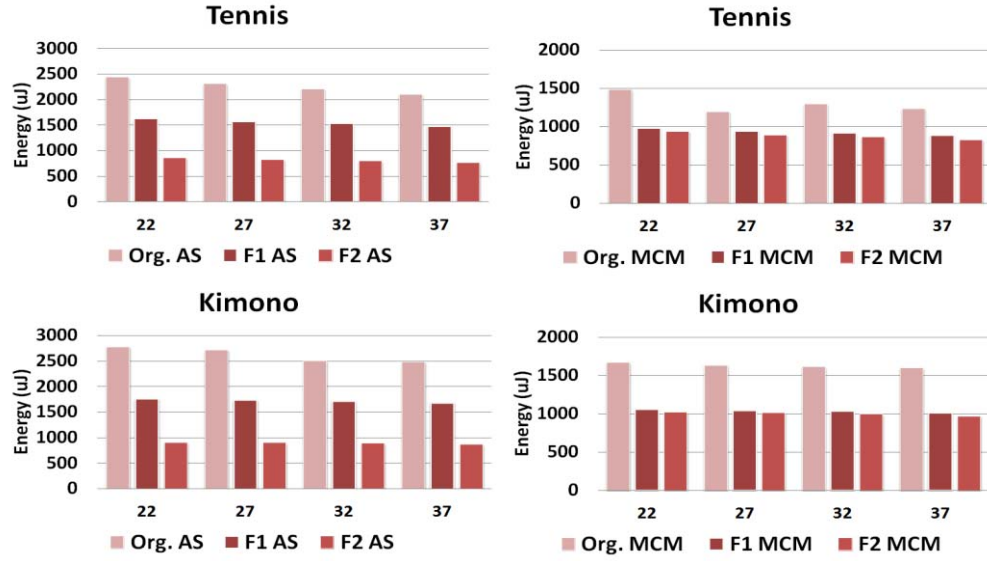 Tennis
Energy (uJ)
3000
2500
2000
1500
1000
500
0
22 27 32 37
Org. AS F1 AS F2 AS
Tennis
Energy (uJ)
2000
1500
1000
500
0
22 27 32 37
Org. MCM F1 MCM F2 MCM
Kimono
Energy (uJ)
3000
2500
2000
1500
1000
500
0
22 27 32 37
Org. AS F1 AS F2 AS
Kimono
Energy (uJ)
2000
1500
1000
500
0
22 27 32 37
Org. MCM F1 MCM F2 MCM